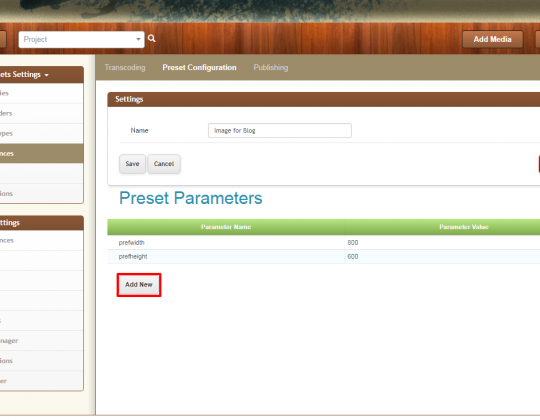 Project
Add Media
ets Settings
Transcoding Preset Configuration Publishing
ies
ders
ypes
nces
ions
Settings
Name Image for Blog
Save Cancel
Preset Parameters
Parameter Name Parameter Value
prefwidth 800
prefheight 600
Add New
ttings
nces
nager
ions
er